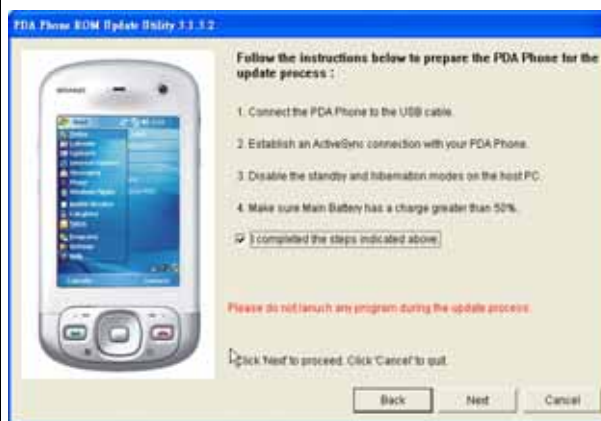 PDA Phone ROM Update Utility 3.1.3.2
Follow the instructions below to prepare the PDA Phone for the
update process :
1. Connect the PDA Phone to the USB cable.
2. Establish an ActiveSync connection with your PDA Phone.
3. Disable the standby and hibernation modes on the host PC.
4. Make sure Main Battery has a charge greater than 50%.
I completed the steps indicated above.
Please do not lanuch any program during the update process.
Click 'Next' to proceed. Click 'Cancel' to quit.
Back Next Cancel